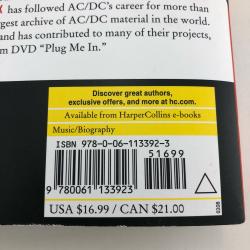 has followed AC/DC's career for more than
gest archive of AC/DC material in the world.
and has contributed to many of their projects,
m DVD "Plug Me In."
Discover great authors,
exclusive offers, and more at hc.com.
Available from HarperCollins e-books
Music/Biography
ISBN 978-0-06-113392-3
51699
9 780061 133923
USA $16.99 / CAN $21.00
0308